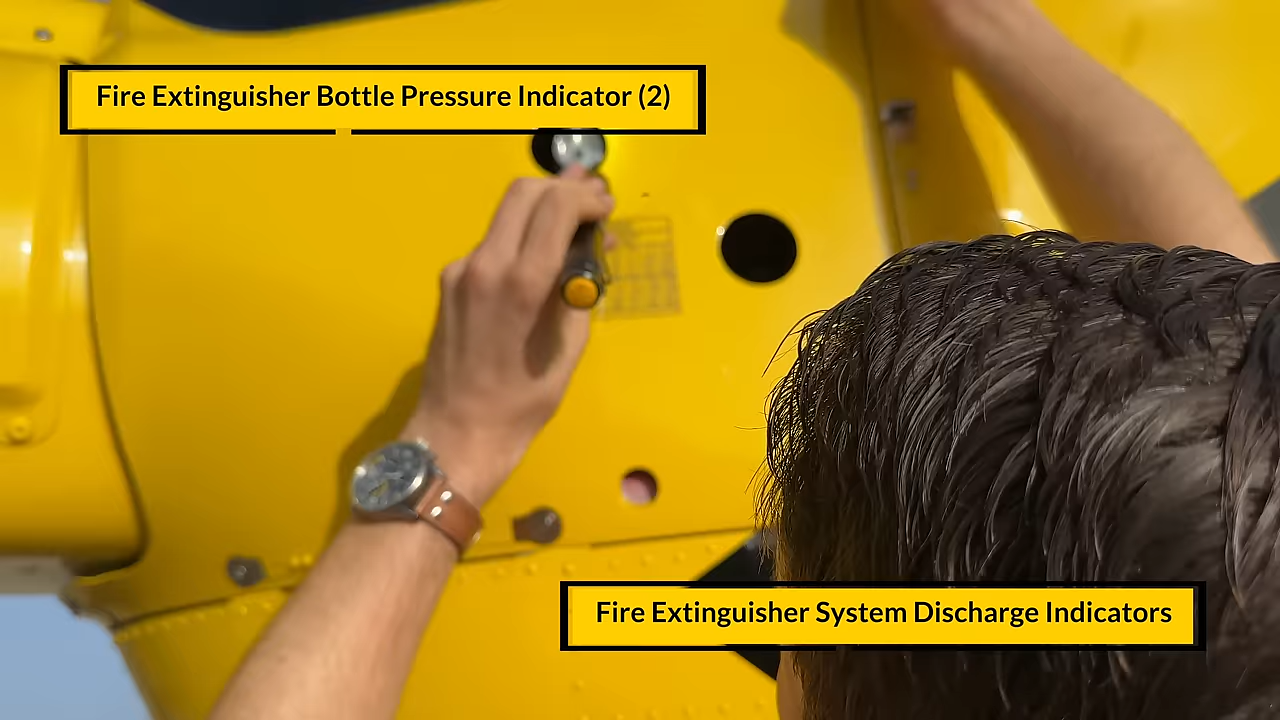 Fire Extinguisher Bottle Pressure Indicator (2)
Fire Extinguisher System Discharge Indicators